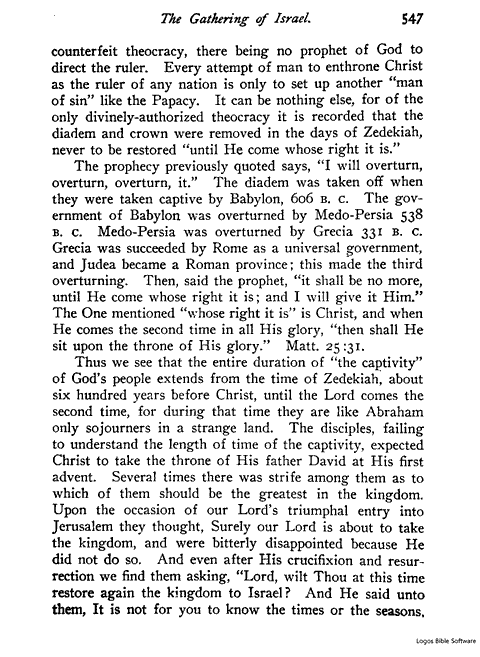 The Gathering of Israel. 547
counterfeit theocracy, there being no prophet of God to
direct the ruler. Every attempt of man to enthrone Christ
as the ruler of any nation is only to set up another "man
of sin" like the Papacy. It can be nothing else, for of the
only divinely-authorized theocracy it is recorded that the
diadem and crown were removed in the days of Zedekiah,
never to be restored "until He come whose right it is."
The prophecy previously quoted says, "I will overturn,
overturn, overturn, it." The diadem was taken off when
they were taken captive by Babylon, 606 B. C. The gov-
ernment of Babylon was overturned by Medo-Persia 538
B. C. Medo-Persia was overturned by Grecia 331 B. C.
Grecia was succeeded by Rome as a universal government,
and Judea became a Roman province; this made the third
overturning. Then, said the prophet, "it shall be no more,
until He come whose right it is; and I will give it Him."
The One mentioned "whose right it is" is Christ, and when
He comes the second time in all His glory, "then shall He
sit upon the throne of His glory." Matt. 25:31.
Thus we see that the entire duration of "the captivity"
of God's people extends from the time of Zedekiah, about
six hundred years before Christ, until the Lord comes the
second time, for during that time they are like Abraham
only sojourners in a strange land. The disciples, failing
to understand the length of time of the captivity, expected
Christ to take the throne of His father David at His first
advent. Several times there was strife among them as to
which of them should be the greatest in the kingdom.
Upon the occasion of our Lord's triumphal entry into
Jerusalem they thought, Surely our Lord is about to take
the kingdom, and were bitterly disappointed because He
did not do so. And even after His crucifixion and resur-
rection we find them asking, "Lord, wilt Thou at this time
restore again the kingdom to Israel? And He said unto
them, It is not for you to know the times or the seasons,
Logos Bible Software